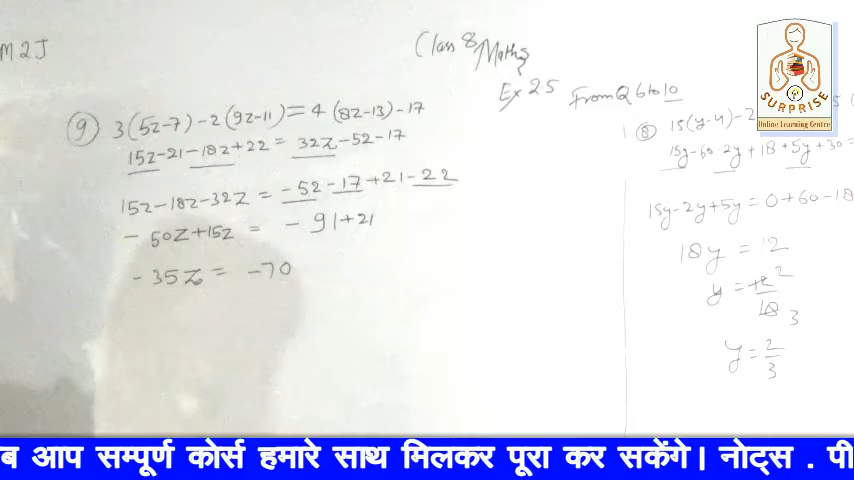 M 2 J
Class 8 Maths
Ex 2.5 From Q 6 to 10
SURPRISE
Online Learning Centre
9 3(5z-7)-2(9z-11)=4(8z-13)-17
15z-21-18z+22=32z-52-17
15z-18z-32z=-52-17+21-22
-50z+15z=-91+21
-35z=-70
8 15(y-4)-2
15y-60-2y+18+5y+30=
15y-2y+5y=0+60-18
18y=12
y=12 2
18 3
y=2
3
ब आप सम्पूर्ण कोर्स हमारे साथ मिलकर पूरा कर सकेंगे। नोट्स . पी